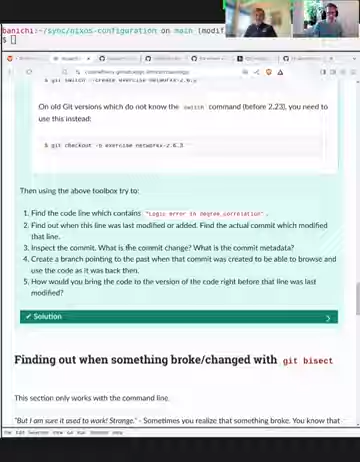 banichi:~/sync/nixos-configuration on main (modif
$
$ git switch --create exercise networkx-2.6.3
On old Git versions which do not know the switch command (before 2.23), you need to
use this instead:
$ git checkout -b exercise networkx-2.6.3
Then using the above toolbox try to:
1. Find the code line which contains "Logic error in degree_correlation".
2. Find out when this line was last modified or added. Find the actual commit which modified
that line.
3. Inspect the commit. What is the commit change? What is the commit metadata?
4. Create a branch pointing to the past when that commit was created to be able to browse and
use the code as it was back then.
5. How would you bring the code to the version of the code right before that line was last
modified?
✔ Solution
Finding out when something broke/changed with git bisect
This section only works with the command line.
"But I am sure it used to work! Strange." - Sometimes you realize that something broke. You know that